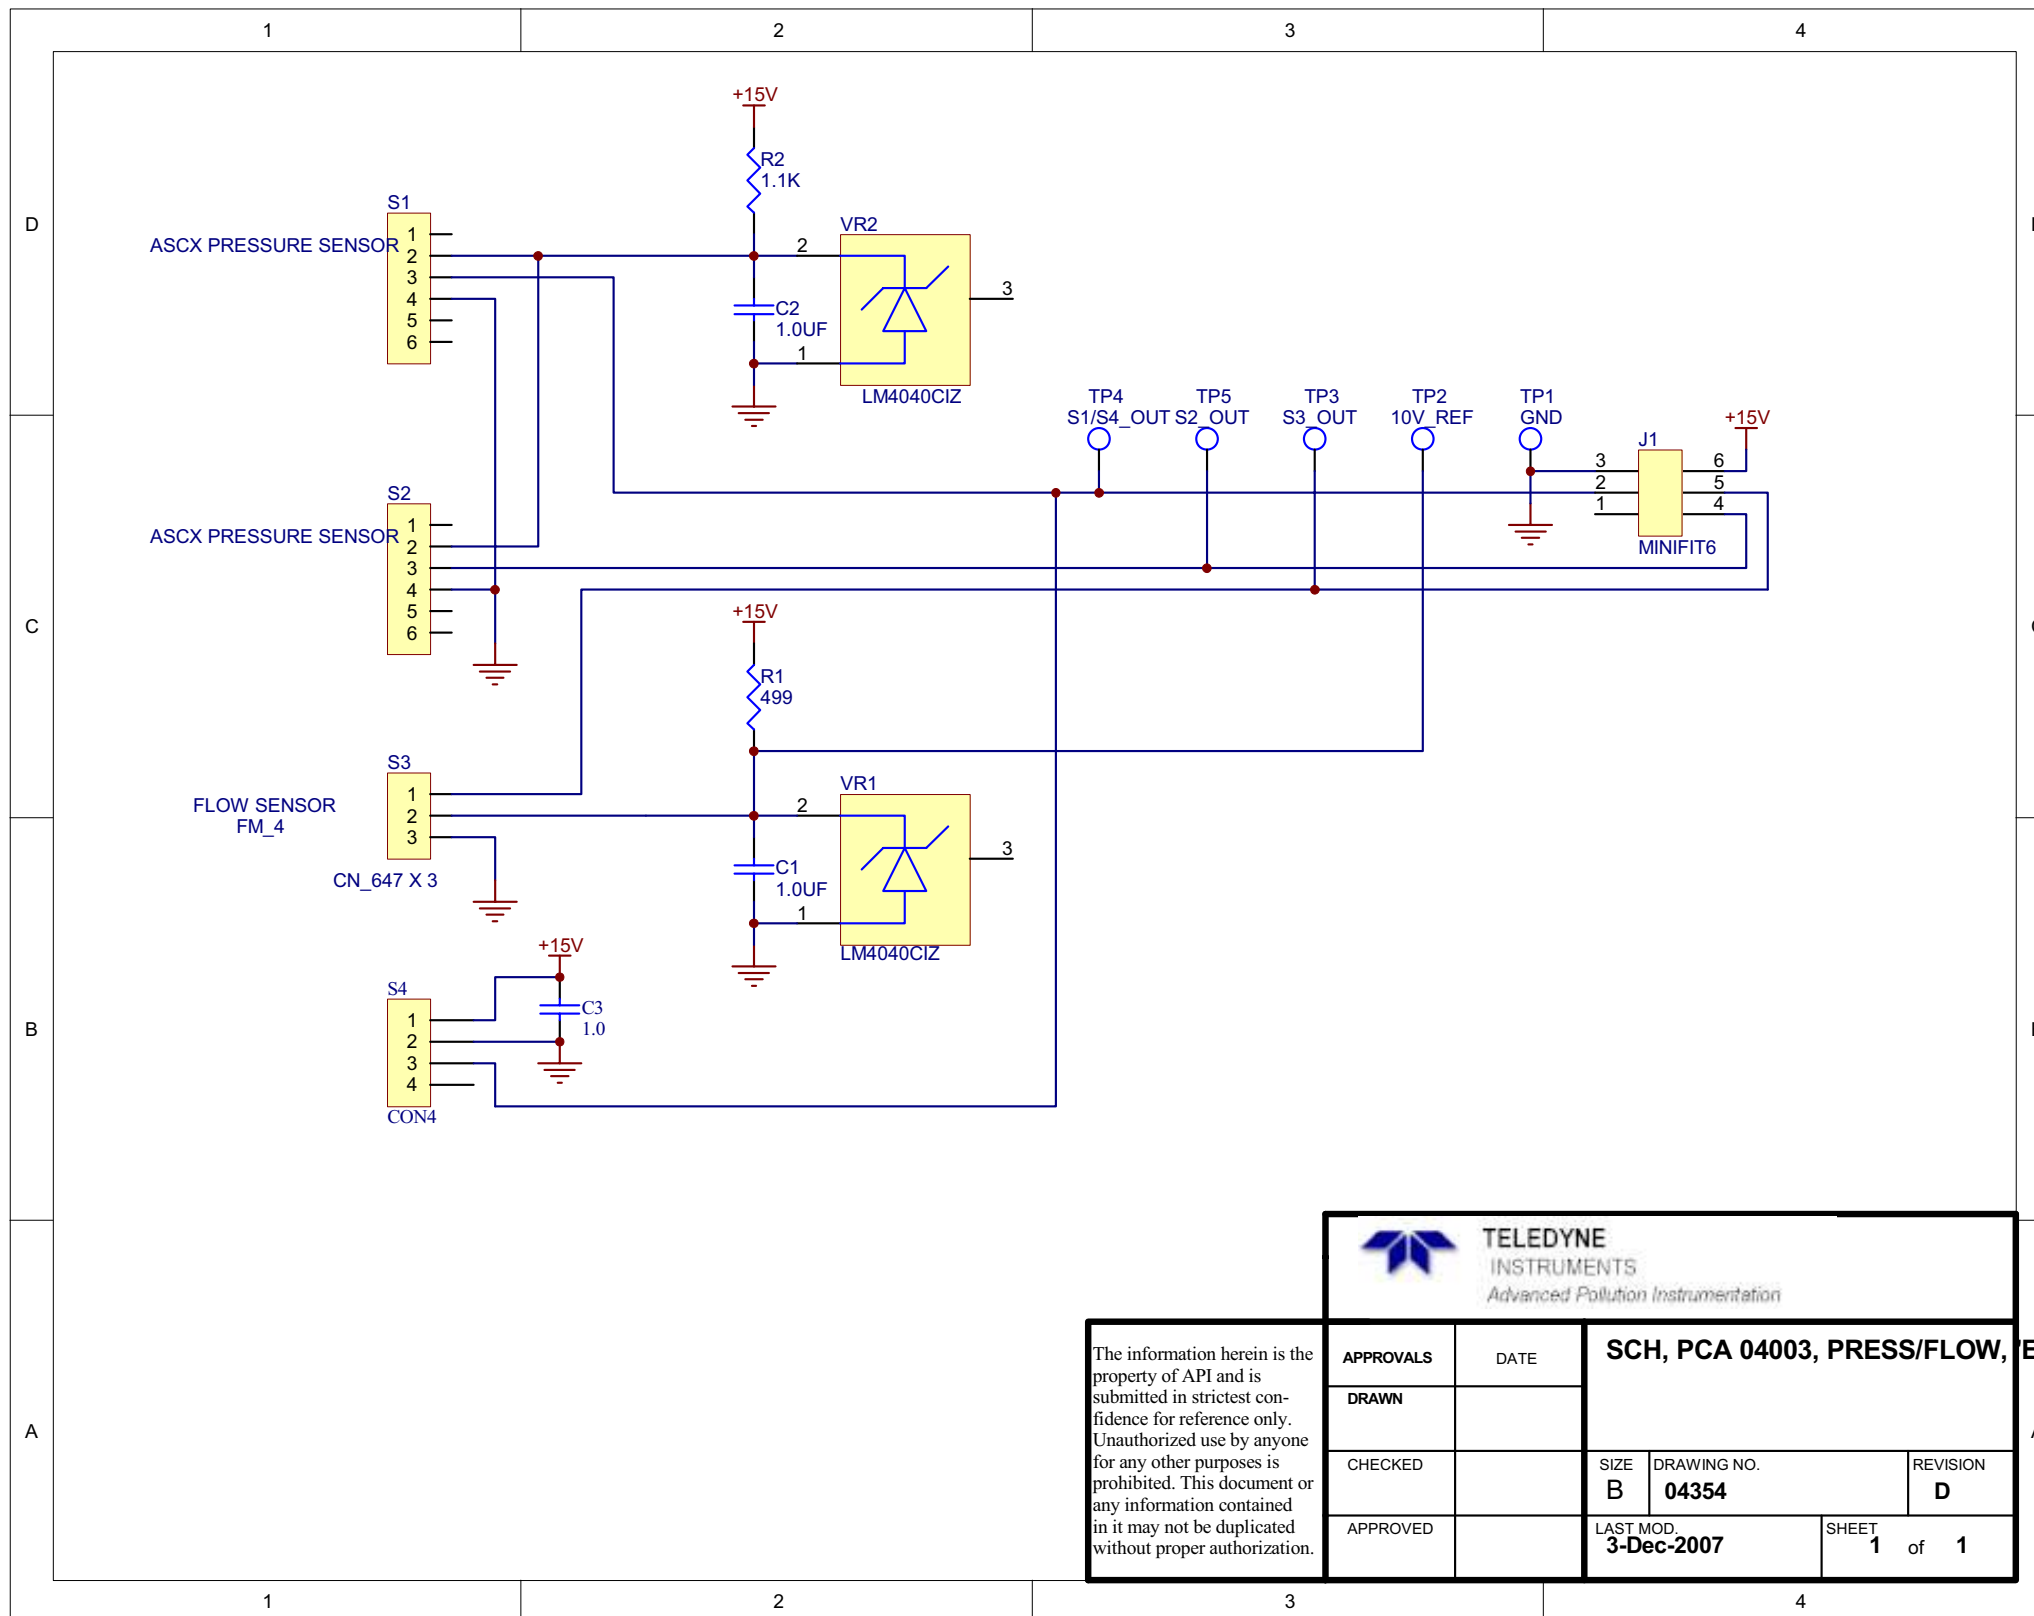 1 2 3 4
D
C
B
A
+15V
R2
1.1K
S1
ASCX PRESSURE SENSOR
1
2
3
4
5
6
VR2
2
3
1
C2
1.0UF
LM4040CIZ
TP4
S1/S4_OUT
TP5
S2_OUT
TP3
S3_OUT
TP2
10V_REF
TP1
GND
+15V
J1
3
2
1
6
5
4
MINIFIT6
S2
ASCX PRESSURE SENSOR
1
2
3
4
5
6
+15V
R1
499
S3
FLOW SENSOR
FM_4
1
2
3
CN_647 X 3
VR1
2
3
1
C1
1.0UF
LM4040CIZ
+15V
S4
1
2
3
4
CON4
C3
1.0
TELEDYNE
INSTRUMENTS
Advanced Pollution Instrumentation
The information herein is the
property of API and is
submitted in strictest con-
fidence for reference only.
Unauthorized use by anyone
for any other purposes is
prohibited. This document or
any information contained
in it may not be duplicated
without proper authorization.
APPROVALS
DATE
DRAWN
CHECKED
APPROVED
SCH, PCA 04003, PRESS/FLOW,
SIZE
B
DRAWING NO.
04354
REVISION
D
LAST MOD.
3-Dec-2007
SHEET
1 of 1
1 2 3 4